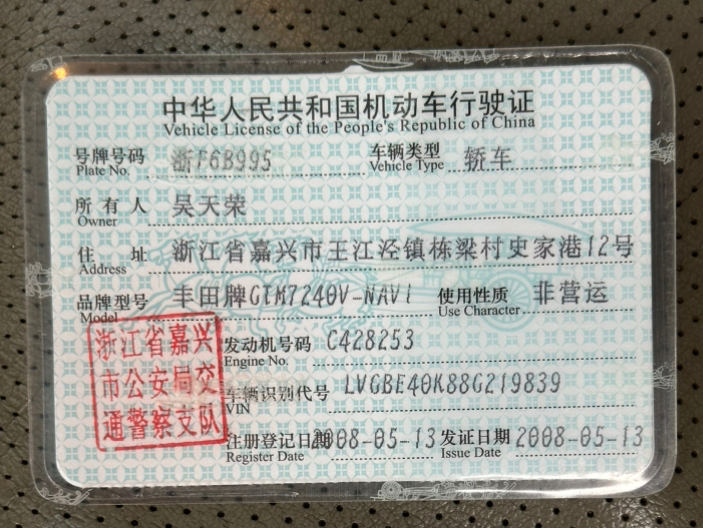 中华人民共和国机动车行驶证
Vehicle License of the People's Republic of China
号牌号码 浙F6B995 车辆类型 轿车
Plate No. Vehicle Type
所有人 吴天荣
Owner
住址 浙江省嘉兴市王江泾镇栋梁村史家港12号
Address
品牌型号 丰田牌GTM7240V-NAVI 使用性质 非营运
Model Use Character
浙江省嘉兴
市公安局交
通警察支队
发动机号码 C428253
Engine No.
车辆识别代号 LVGBE40K88G219839
VIN
注册登记日期 2008-05-13 发证日期 2008-05-13
Register Date Issue Date